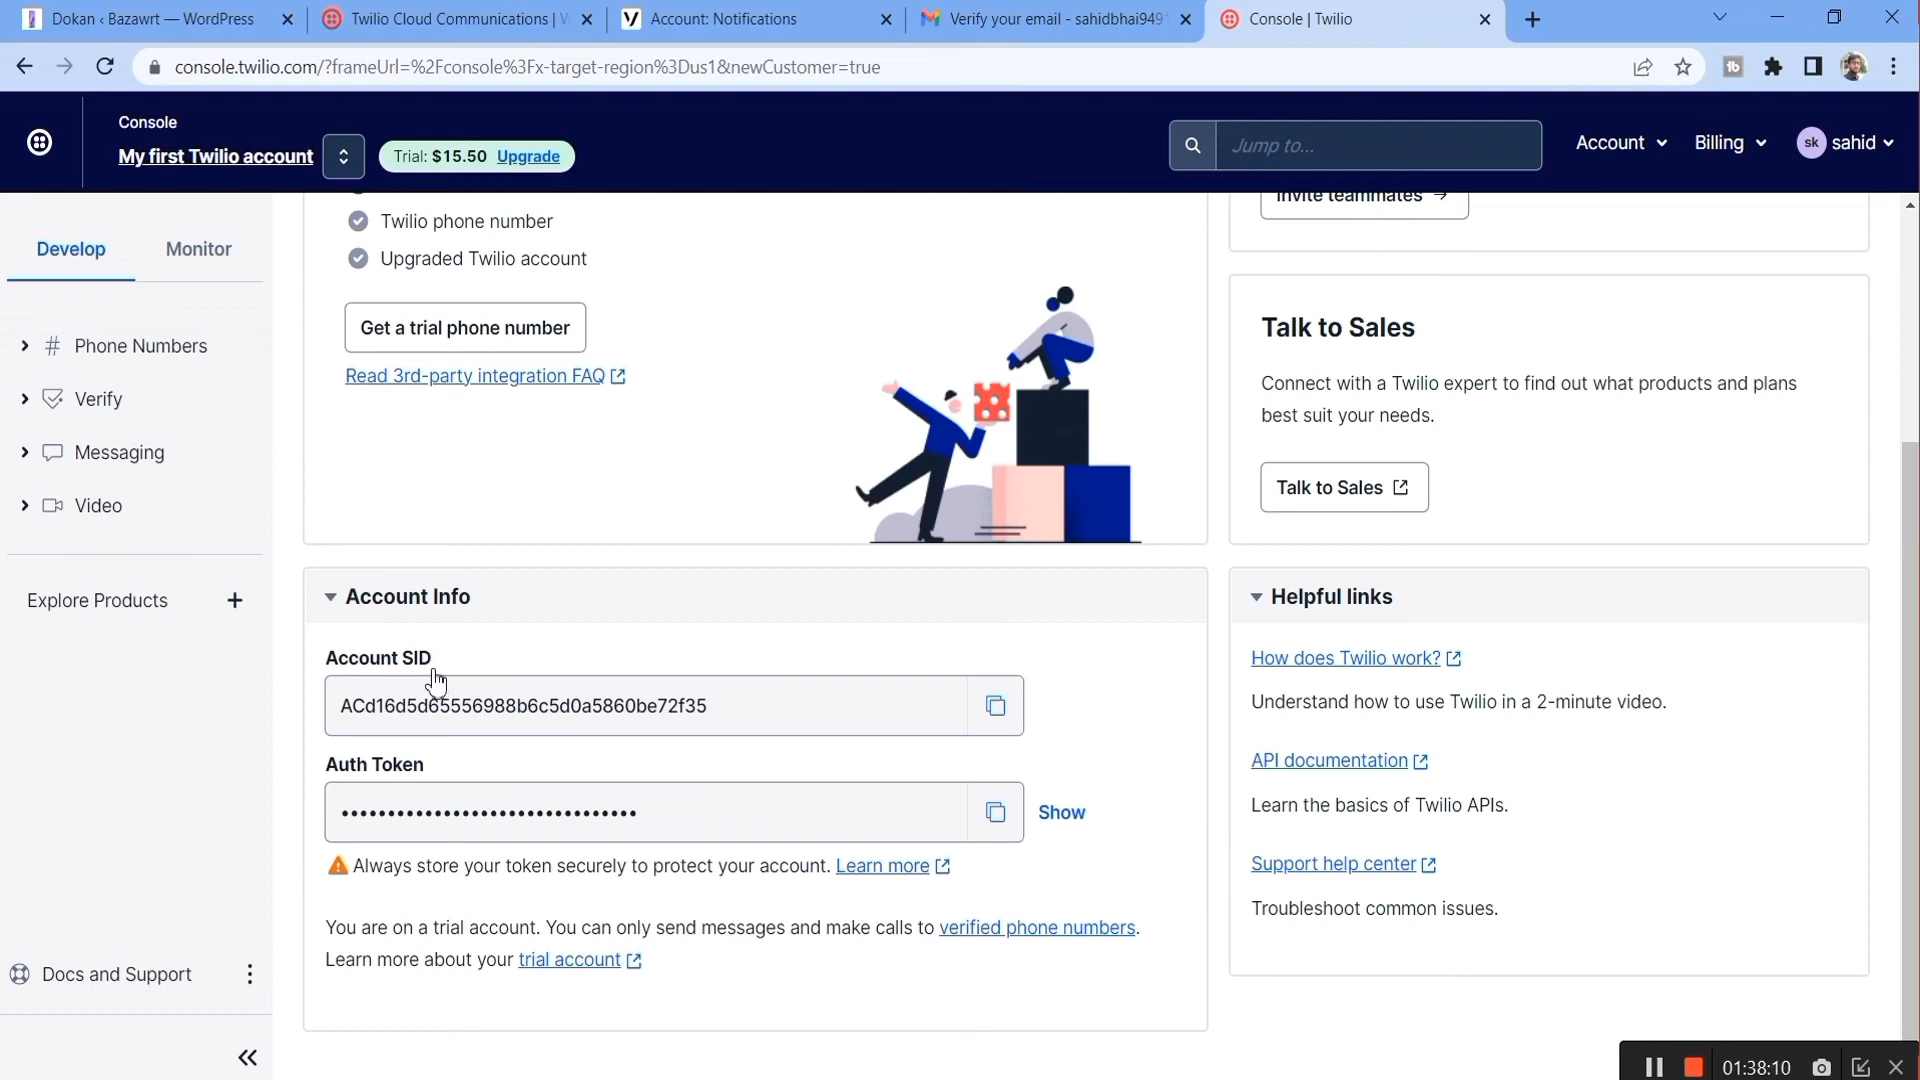 Dokan ‹ Bazawrt — WordPress
Twilio Cloud Communications | W
Account: Notifications
Verify your email - sahidbhai9491
Console | Twilio
console.twilio.com/?frameUrl=%2Fconsole%3Fx-target-region%3Dus1&newCustomer=true
Console
My first Twilio account
Trial: $15.50 Upgrade
Jump to...
Account
Billing
sk sahid
Develop
Monitor
Phone Numbers
Verify
Messaging
Video
Explore Products
Docs and Support
Twilio phone number
Upgraded Twilio account
Get a trial phone number
Read 3rd-party integration FAQ
Invite teammates
Talk to Sales
Connect with a Twilio expert to find out what products and plans
best suit your needs.
Talk to Sales
Account Info
Account SID
ACd16d5d65556988b6c5d0a5860be72f35
Auth Token
Show
Always store your token securely to protect your account. Learn more
You are on a trial account. You can only send messages and make calls to verified phone numbers.
Learn more about your trial account
Helpful links
How does Twilio work?
Understand how to use Twilio in a 2-minute video.
API documentation
Learn the basics of Twilio APIs.
Support help center
Troubleshoot common issues.
01:38:10